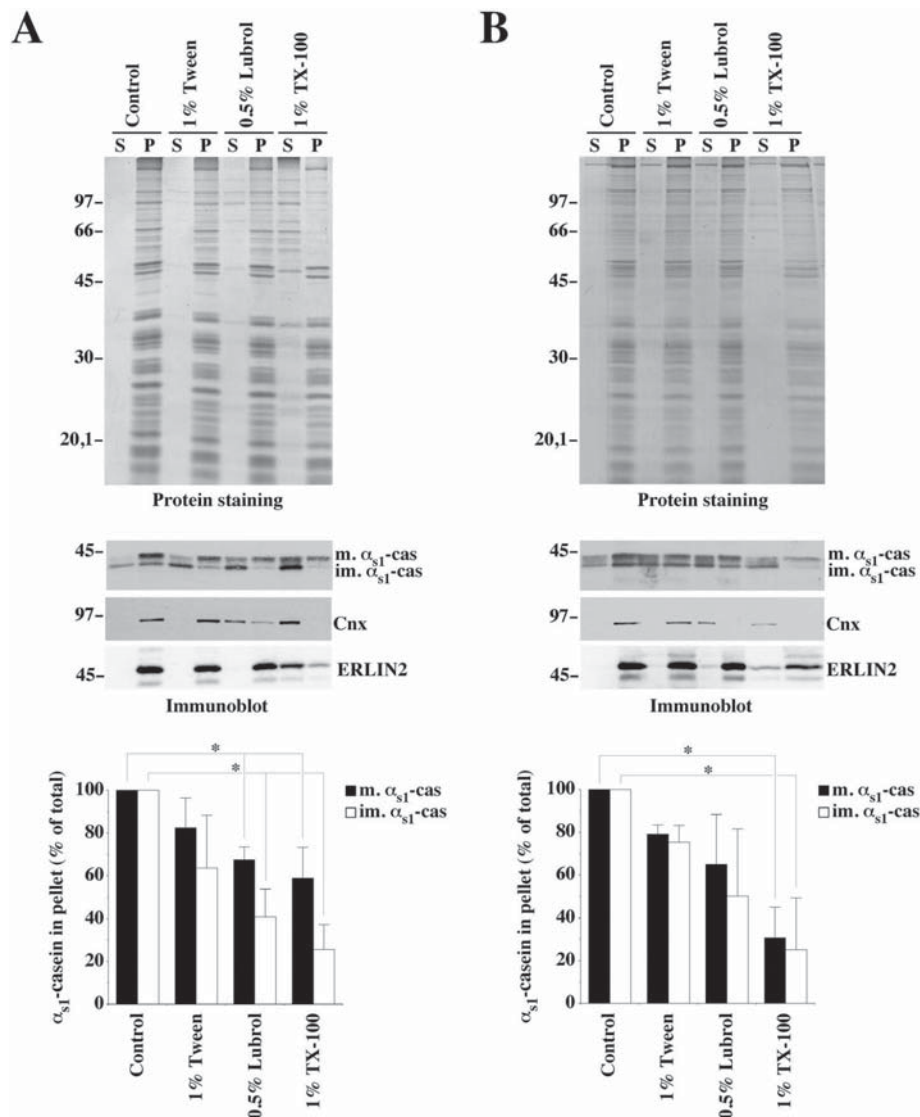 A
Control
1% Tween
0.5% Lubrol
1% TX-100
S P S P S P S P
97
66
45
30
20,1
Protein staining
45
m. αs1-cas
im. αs1-cas
97
Cnx
45
ERLIN2
Immunoblot
* 
*
m. αs1-cas
im. αs1-cas
αs1-casein in pellet (% of total)
100
80
60
40
20
0
Control
1% Tween
0.5% Lubrol
1% TX-100
B
Control
1% Tween
0.5% Lubrol
1% TX-100
S P S P S P S P
97
66
45
30
20,1
Protein staining
45
m. αs1-cas
im. αs1-cas
97
Cnx
45
ERLIN2
Immunoblot
*
*
m. αs1-cas
im. αs1-cas
αs1-casein in pellet (% of total)
100
80
60
40
20
0
Control
1% Tween
0.5% Lubrol
1% TX-100